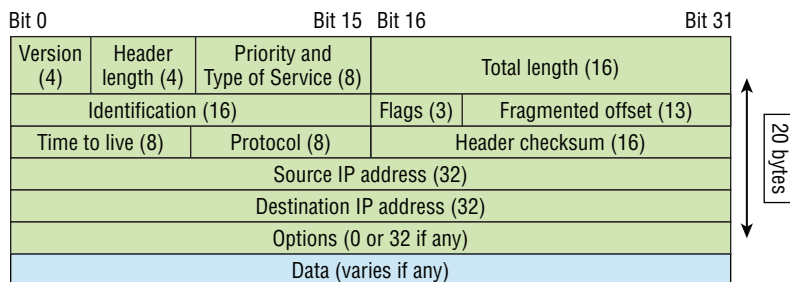 Bit 0 Bit 15 Bit 16 Bit 31
Version (4)
Header length (4)
Priority and Type of Service (8)
Total length (16)
Identification (16)
Flags (3)
Fragmented offset (13)
Time to live (8)
Protocol (8)
Header checksum (16)
Source IP address (32)
Destination IP address (32)
Options (0 or 32 if any)
Data (varies if any)
20 bytes